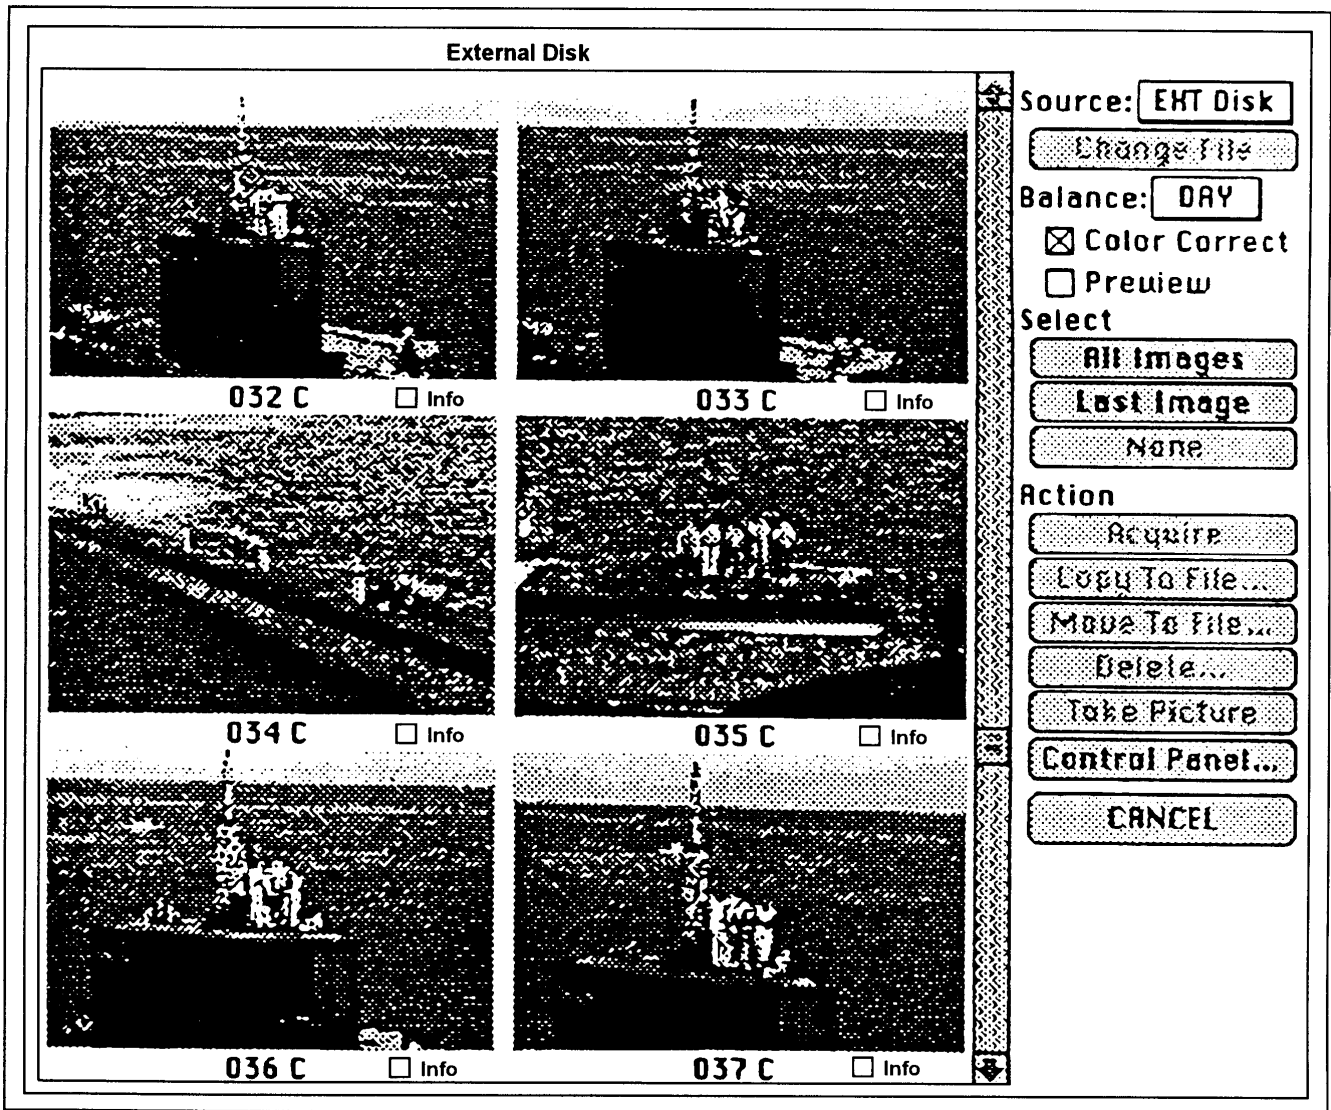 External Disk
032 C Info
033 C Info
034 C Info
035 C Info
036 C Info
037 C Info
Source: EXT Disk
Change File
Balance: DAY
Color Correct
Preview
Select
All Images
Last Image
None
Action
Acquire
Copy To File...
Move To File...
Delete...
Take Picture
Control Panel...
CANCEL